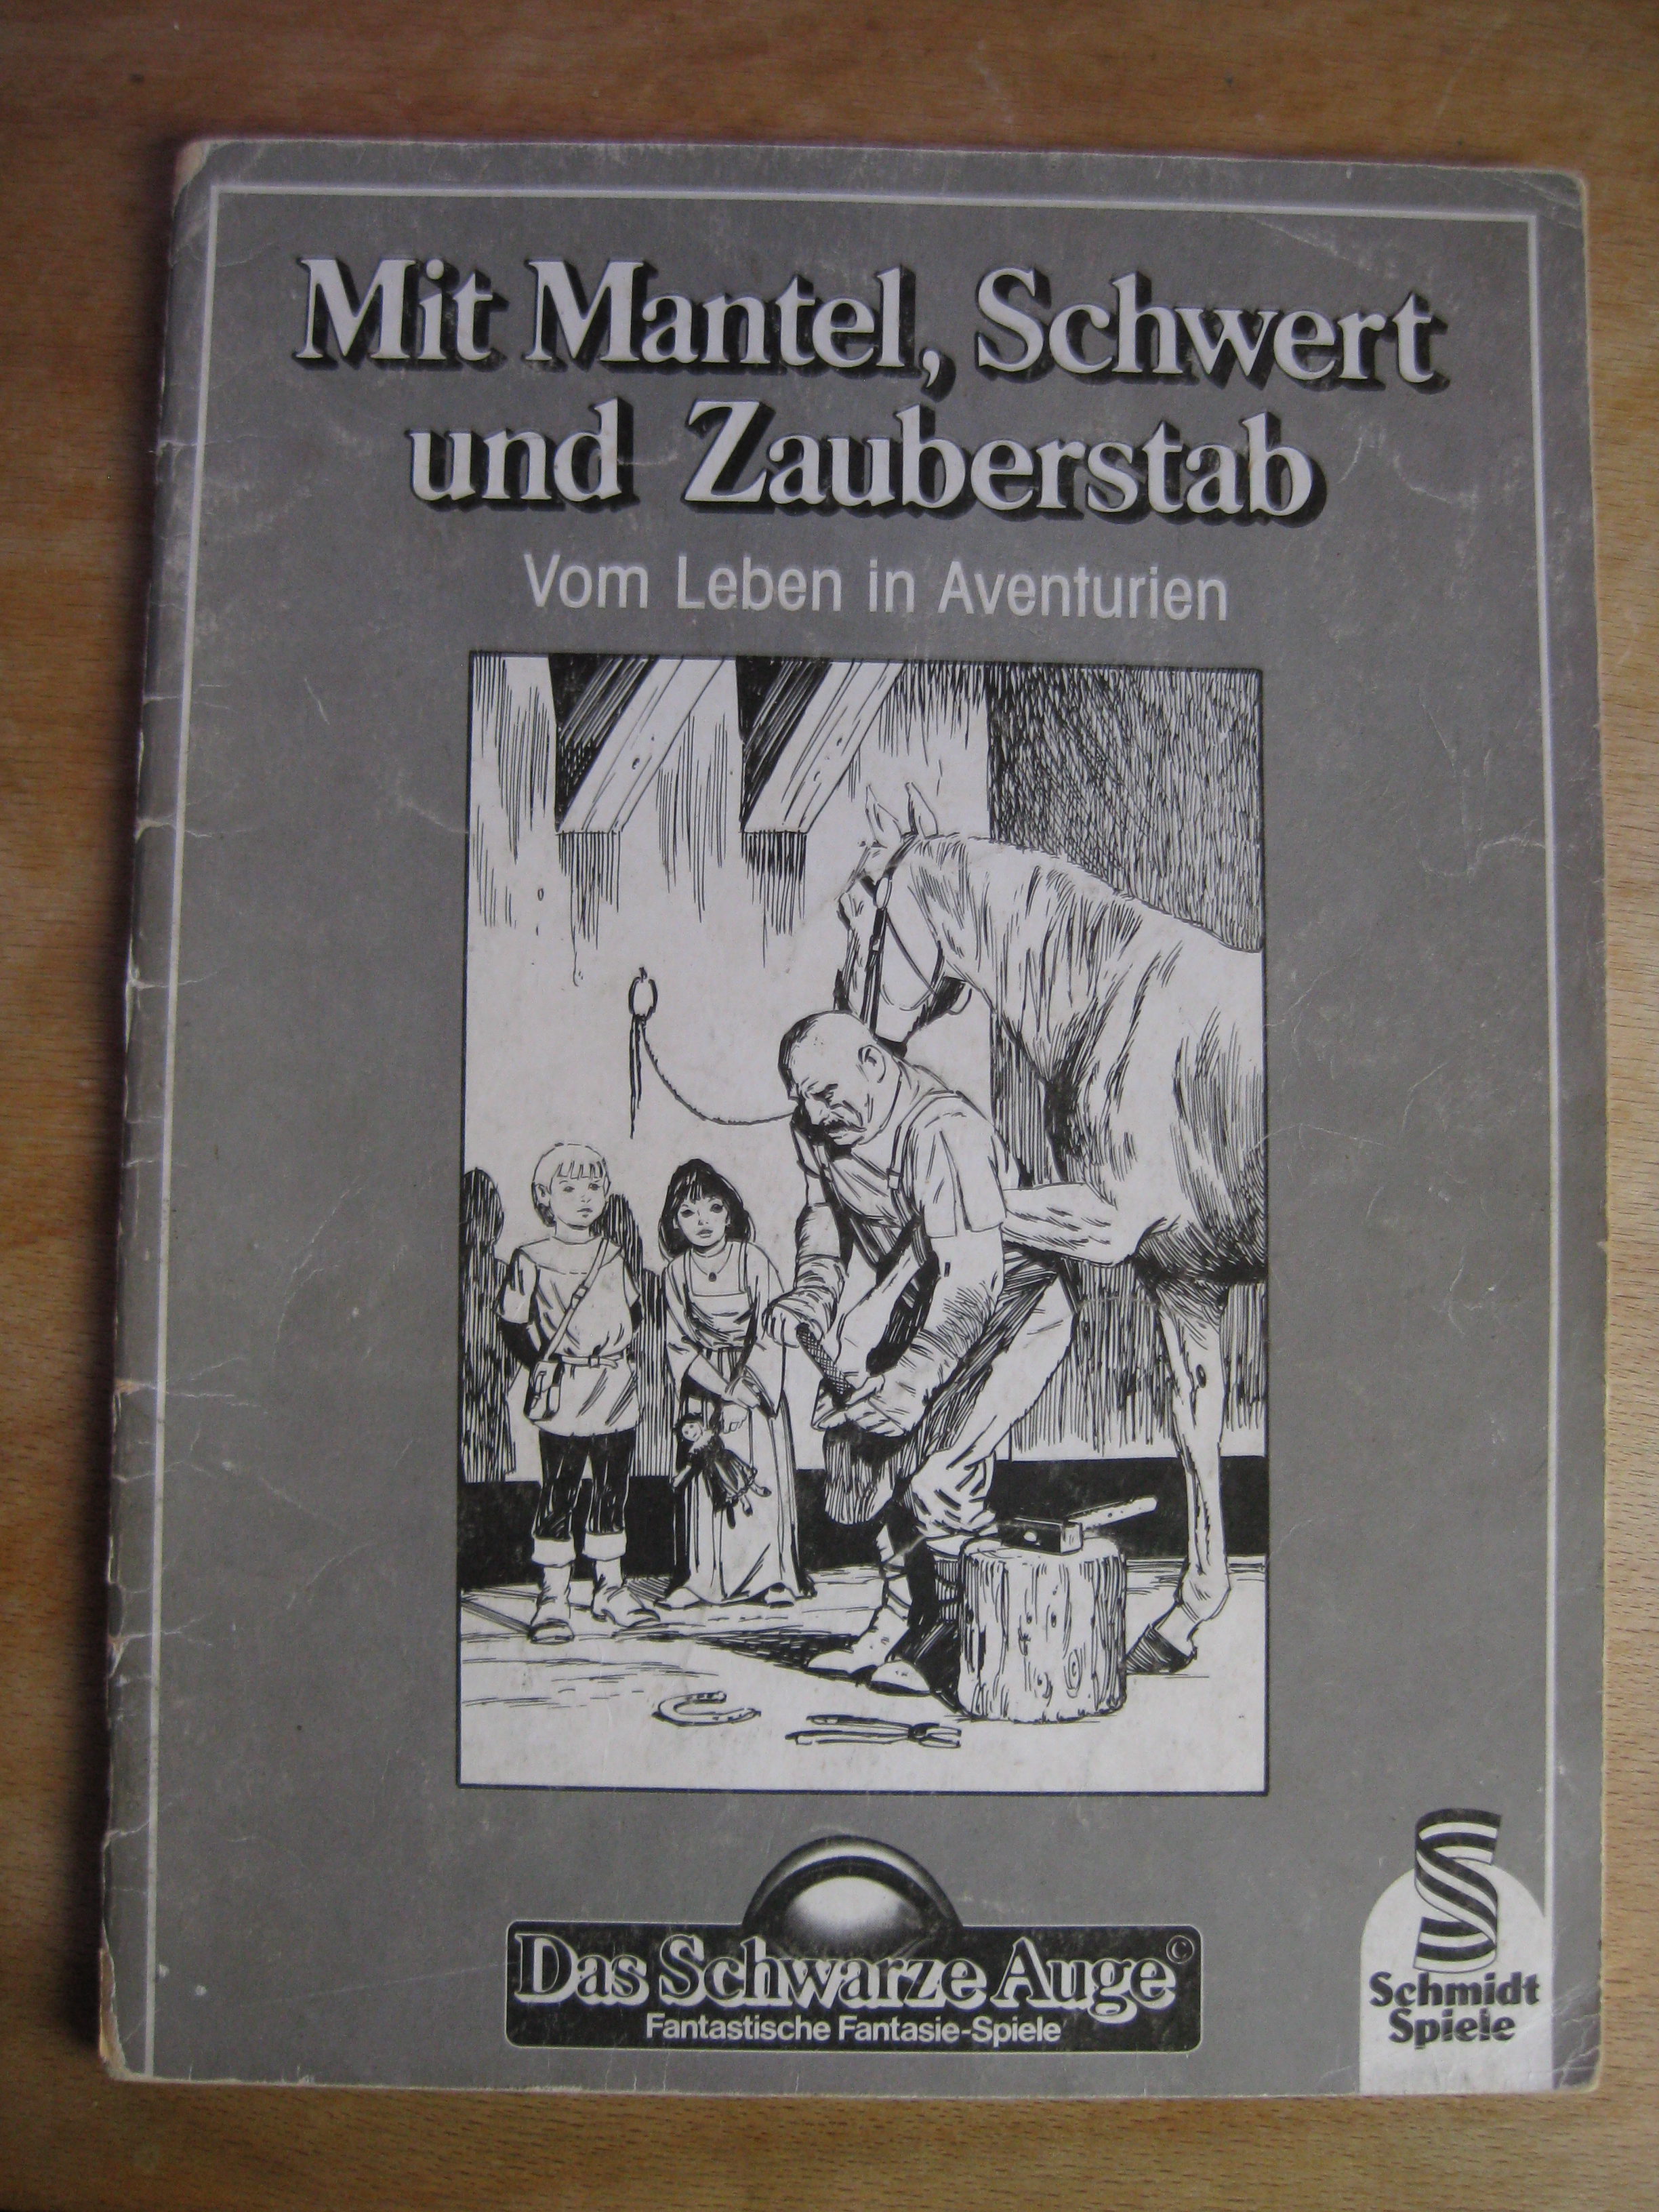 Mit Mantel, Schwert
und Zauberstab
Vom Leben in Aventurien
Das Schwarze Auge©
Fantastische Fantasie-Spiele
Schmidt
Spiele